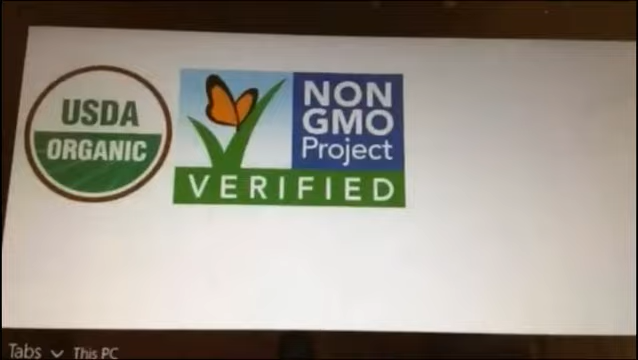 USDA
ORGANIC
NON
GMO
Project
VERIFIED
Tabs This PC